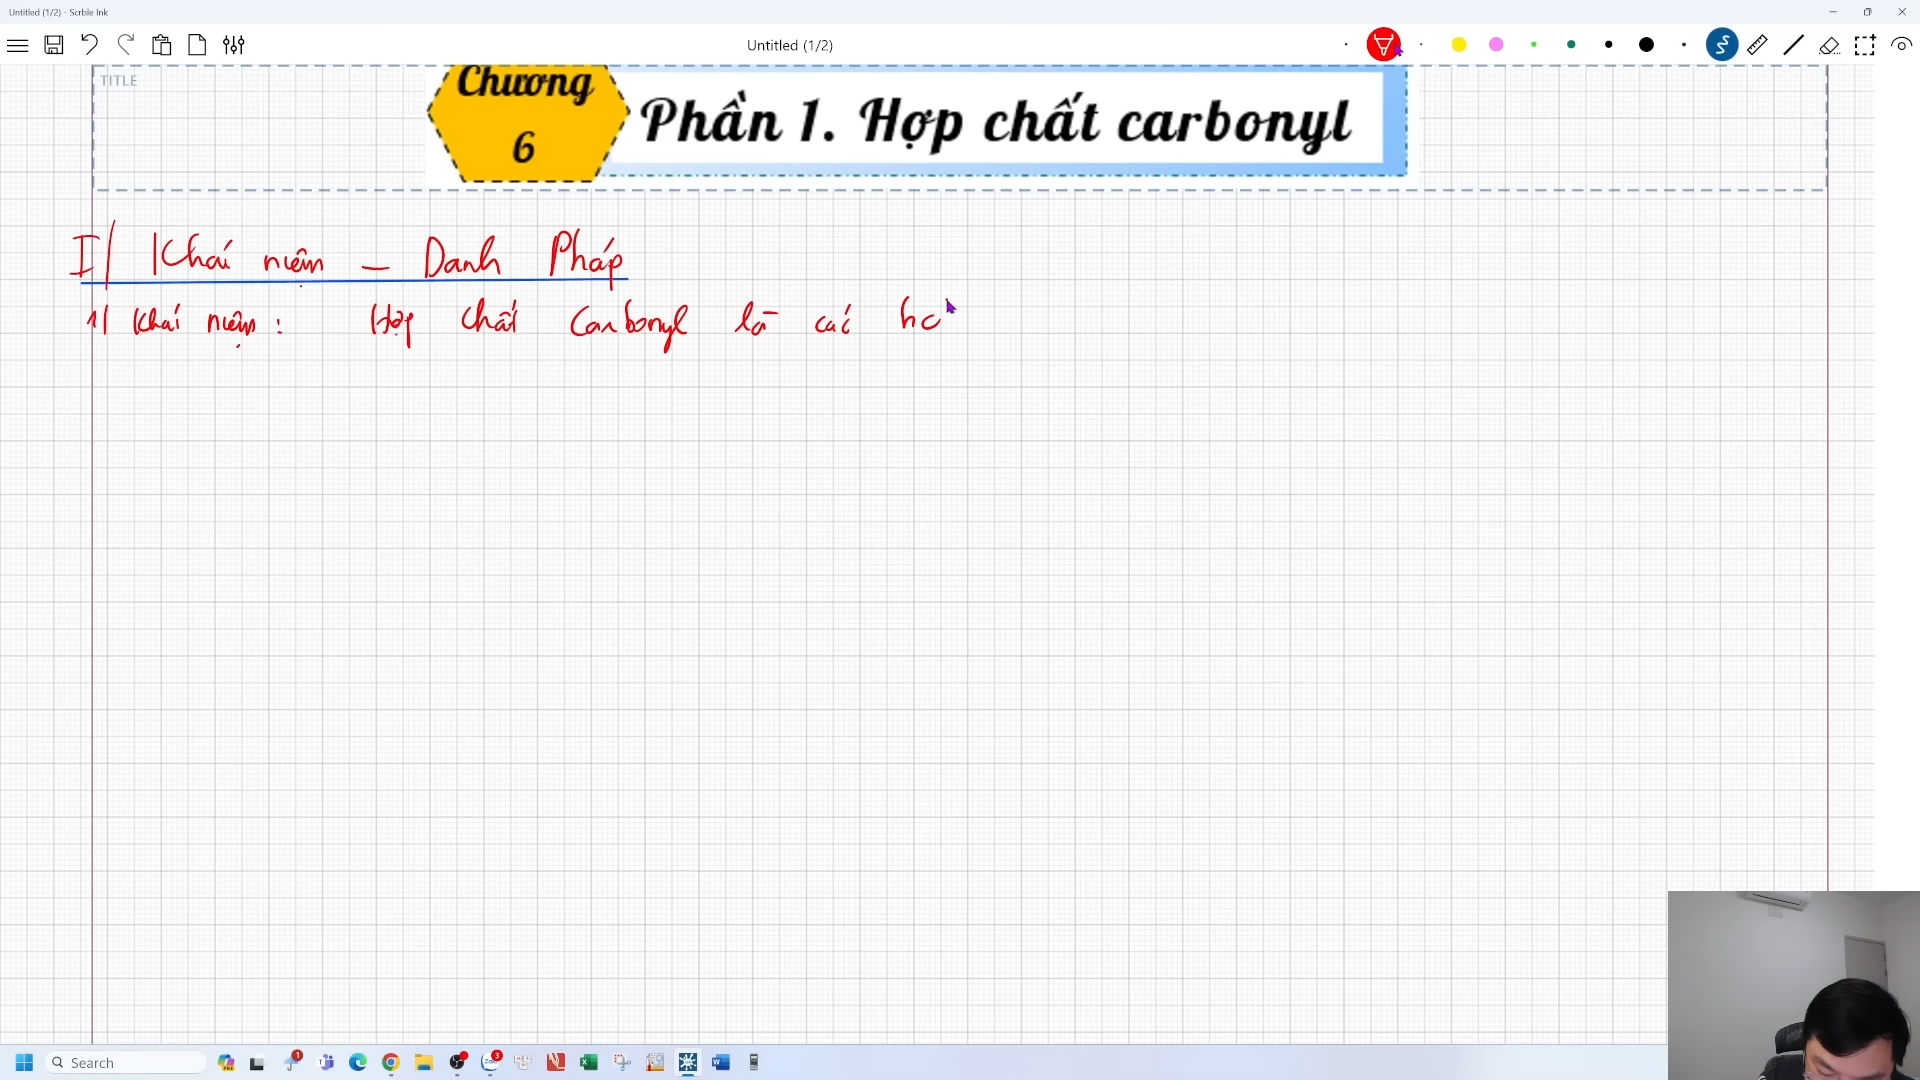 Untitled (1/2) - Scrble Ink
Untitled (1/2)
TITLE
Chương
6
Phần 1. Hợp chất carbonyl
I/ Khái niệm - Danh Pháp
1/ Khái niệm : Hợp chất Carbonyl là các hc
Search